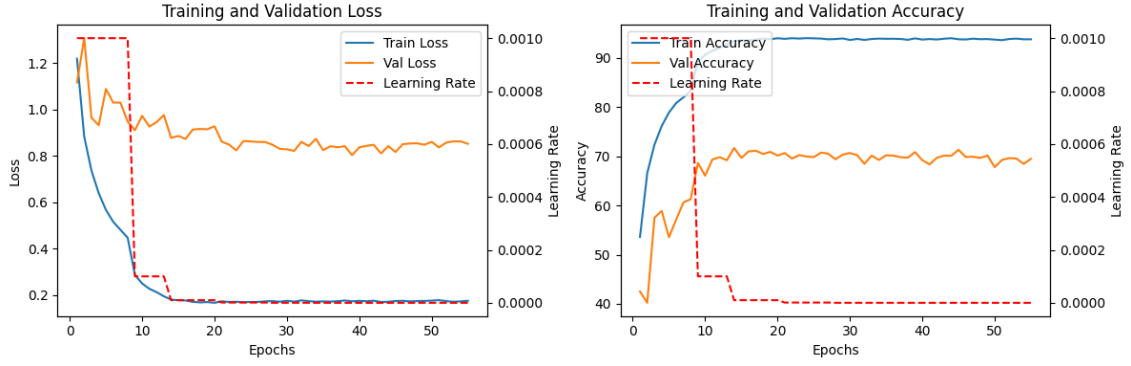 Training and Validation Loss
Train Loss
Val Loss
Learning Rate
1.2
1.0
0.8
0.6
0.4
0.2
Loss
0.0010
0.0008
0.0006
0.0004
0.0002
0.0000
Learning Rate
0
10
20
30
40
50
Epochs
Training and Validation Accuracy
Train Accuracy
Val Accuracy
Learning Rate
90
80
70
60
50
40
Accuracy
0.0010
0.0008
0.0006
0.0004
0.0002
0.0000
Learning Rate
0
10
20
30
40
50
Epochs